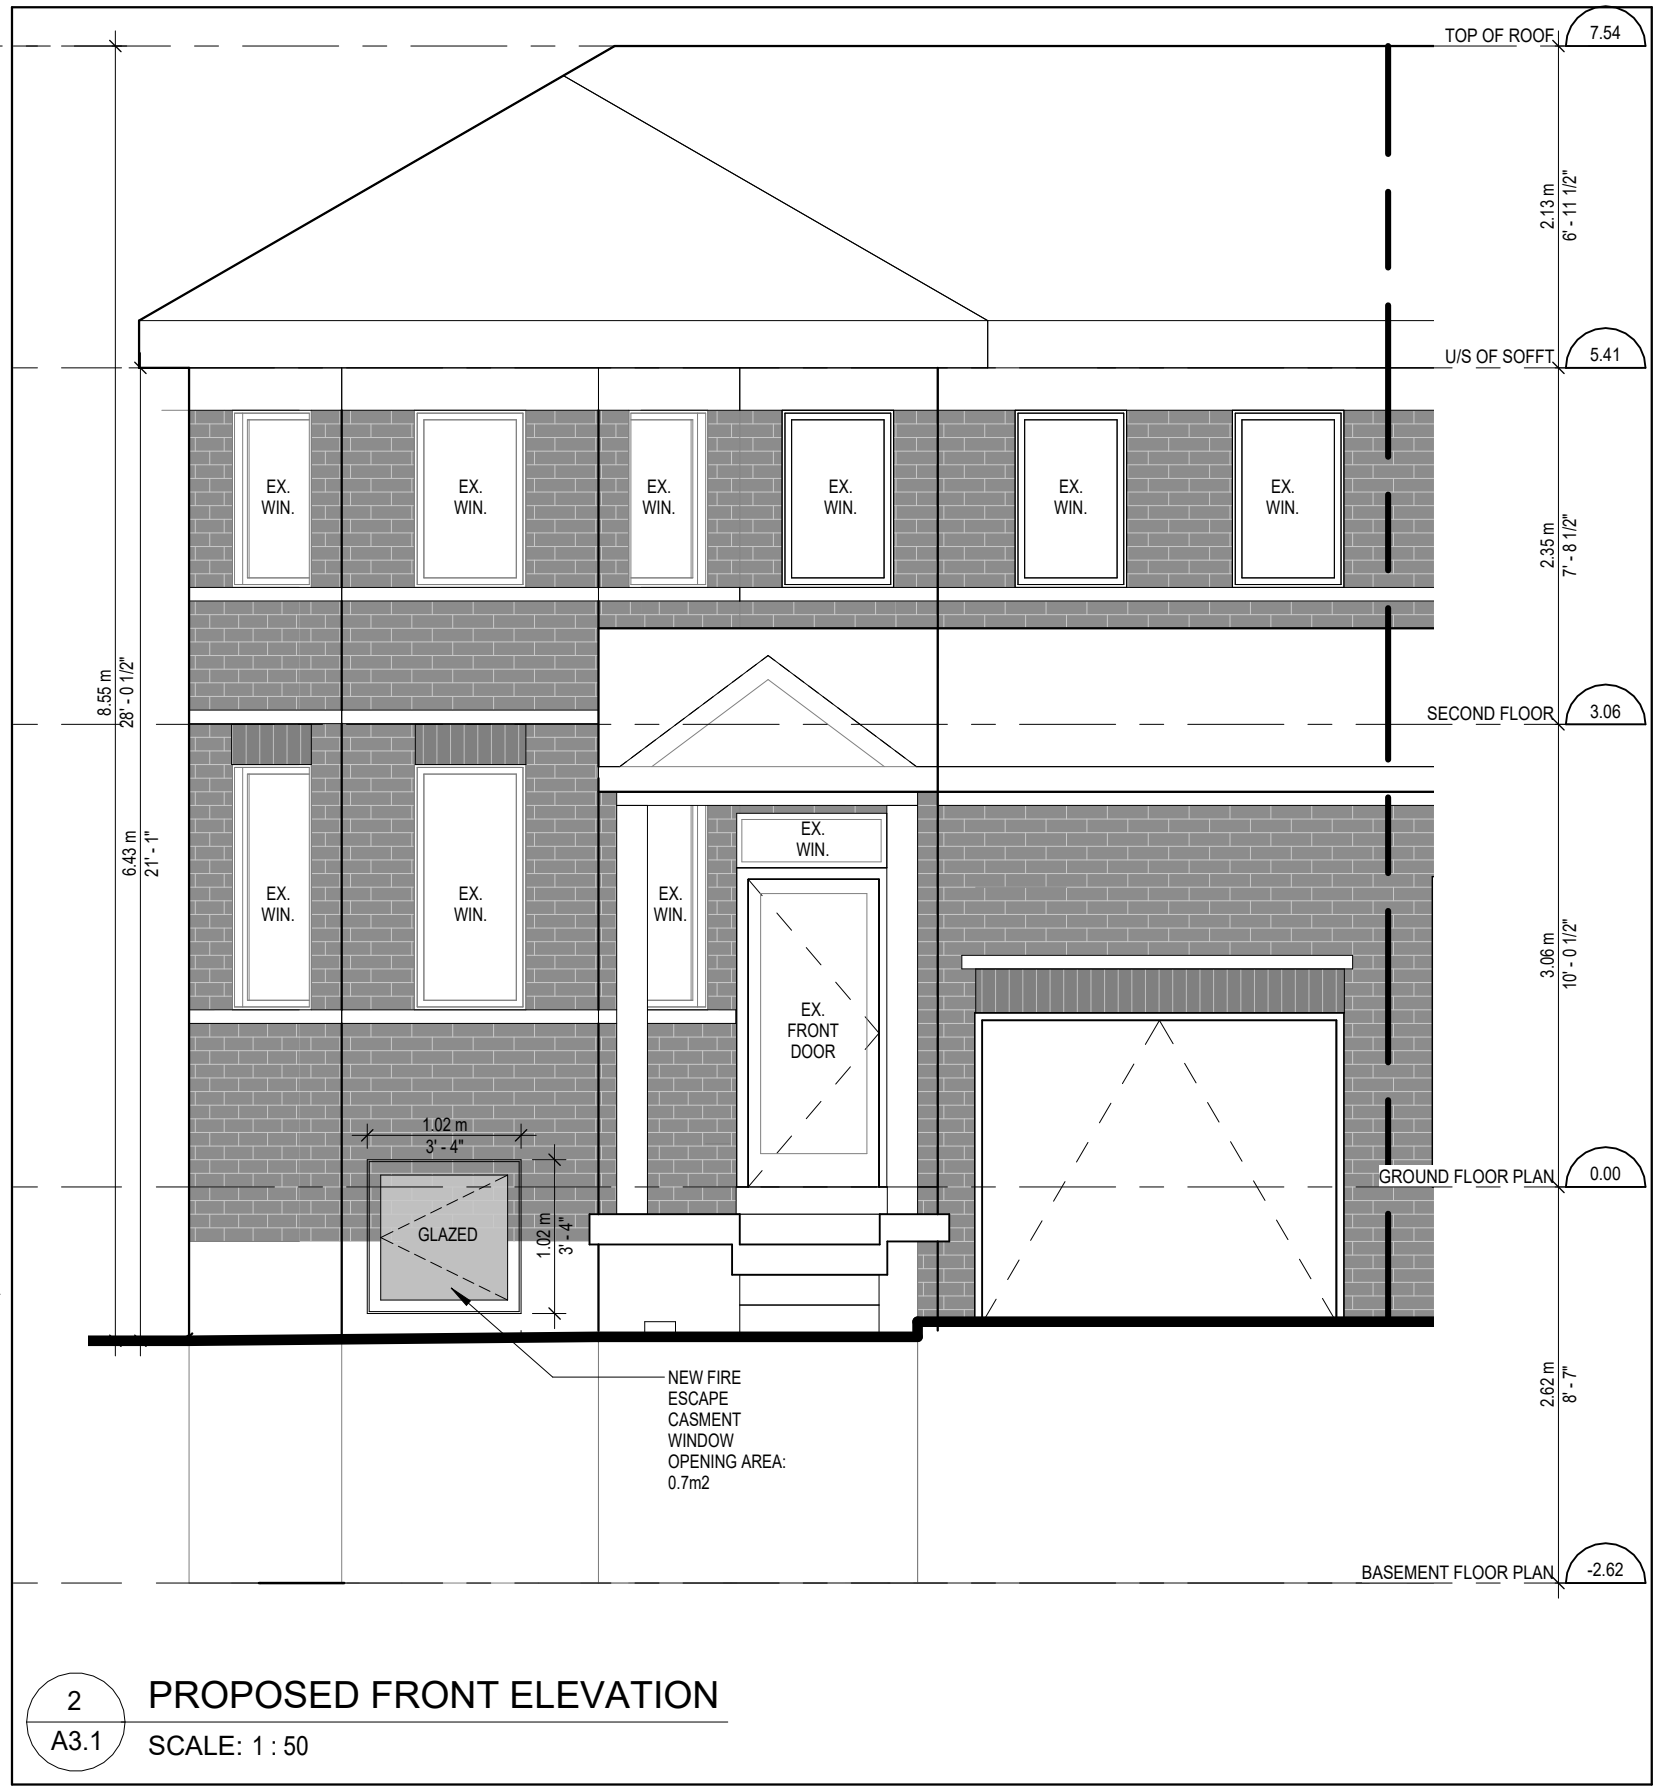 TOP OF ROOF 7.54
2.13 m
6' - 11 1/2"
U/S OF SOFFT 5.41
EX.
WIN.
EX.
WIN.
EX.
WIN.
EX.
WIN.
EX.
WIN.
EX.
WIN.
2.35 m
7' - 8 1/2"
8.55 m
28' - 0 1/2"
SECOND FLOOR 3.06
6.43 m
21' - 1"
EX.
WIN.
EX.
WIN.
EX.
WIN.
EX.
WIN.
EX.
FRONT
DOOR
3.06 m
10' - 0 1/2"
1.02 m
3' - 4"
GROUND FLOOR PLAN 0.00
GLAZED
1.02 m
3' - 4"
NEW FIRE
ESCAPE
CASMENT
WINDOW
OPENING AREA:
0.7m2
2.62 m
8' - 7"
BASEMENT FLOOR PLAN -2.62
2
A3.1
PROPOSED FRONT ELEVATION
SCALE: 1 : 50